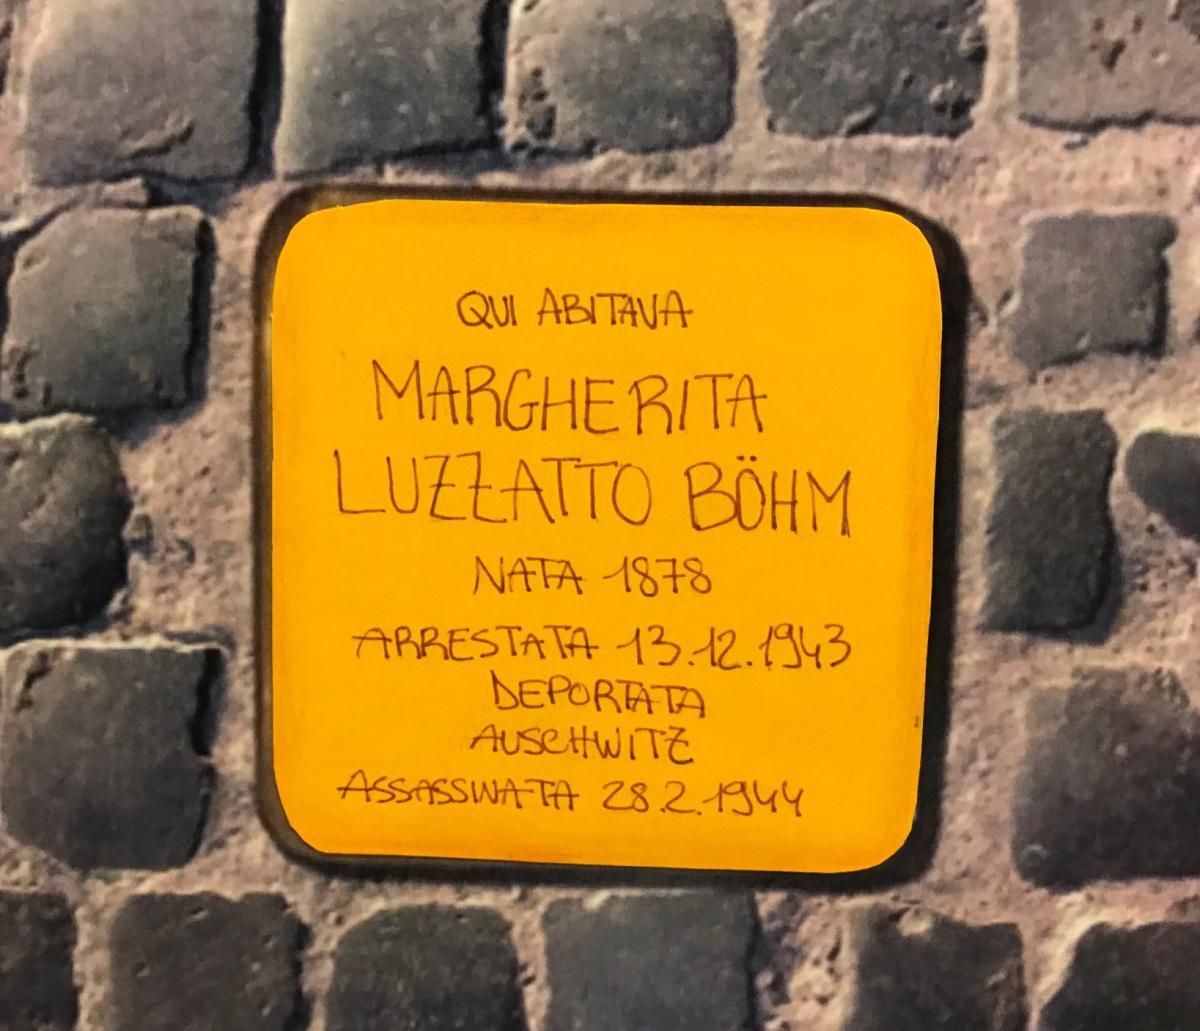 QUI ABITAVA
MARGHERITA
LUZZATTO BÖHM
NATA 1878
ARRESTATA 13.12.1943
DEPORTATA
AUSCHWITZ
ASSASSINATA 28.2.1944